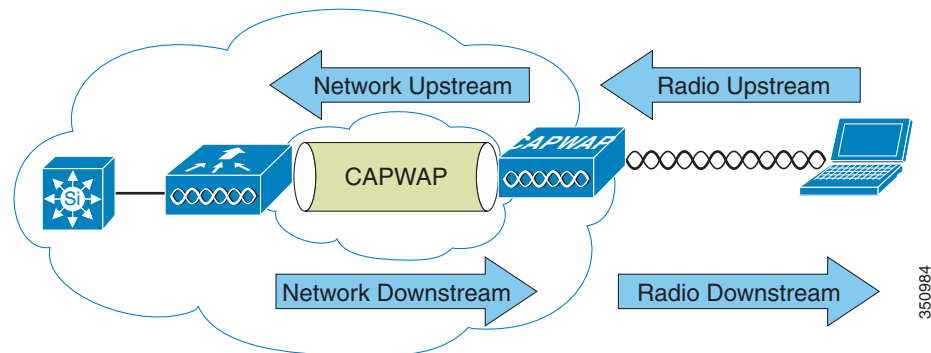 Network Upstream
Radio Upstream
CAPWAP
Si
CAPWAP
Network Downstream
Radio Downstream
350984